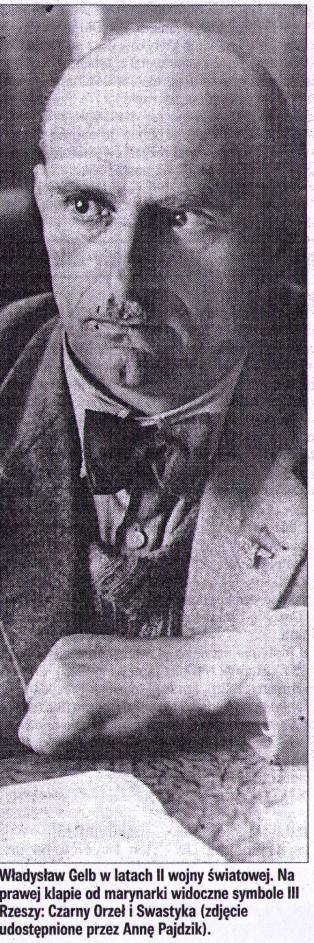 Władysław Gelb w latach II wojny światowej. Na
prawej klapie od marynarki widoczne symbole III
Rzeszy: Czarny Orzeł i Swastyka (zdjęcie
udostępnione przez Annę Pajdzik).